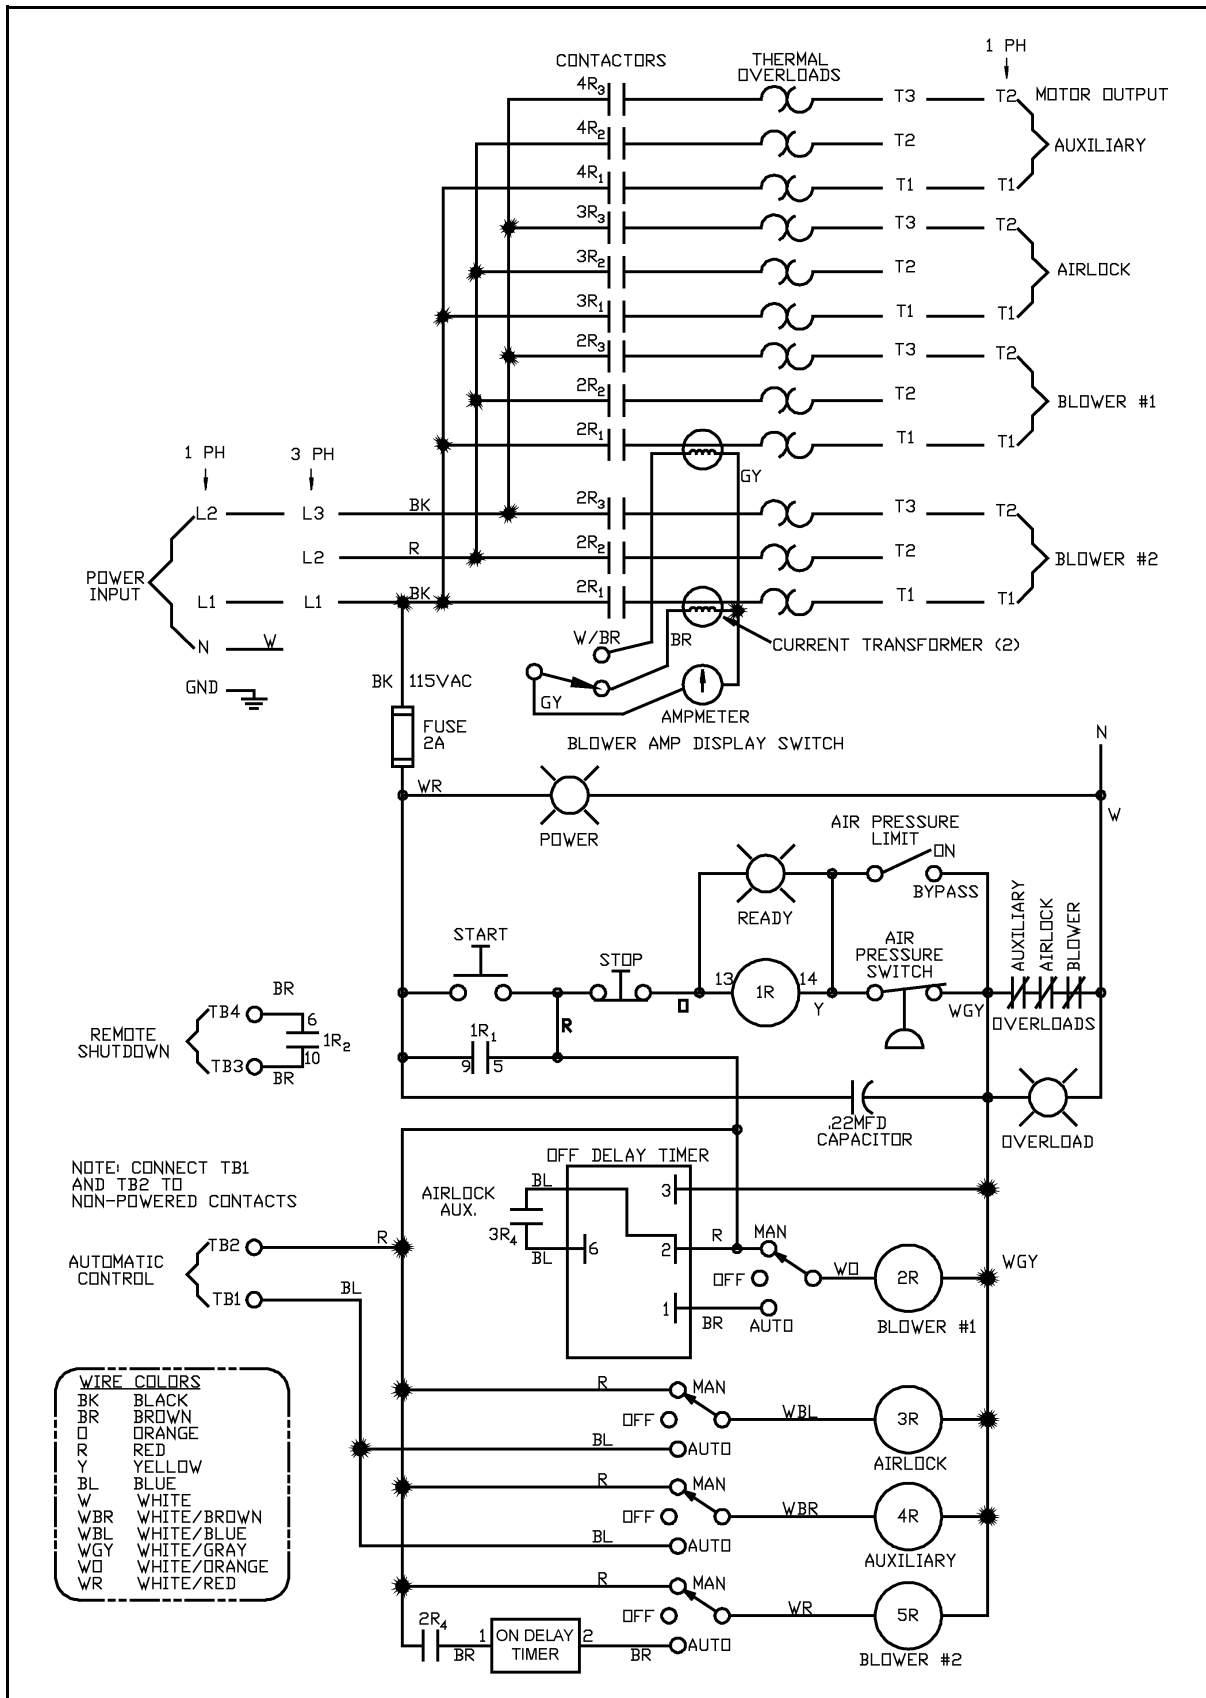 1 PH
CONTACTORS
THERMAL
OVERLOADS
MOTOR OUTPUT
4R3
T3
T2
4R2
T2
AUXILIARY
4R1
T1
T1
3R3
T3
T2
3R2
T2
AIRLOCK
3R1
T1
T1
2R3
T3
T2
2R2
T2
BLOWER #1
2R1
T1
T1
GY
1 PH
3 PH
L2
L3
BK
2R3
T3
T2
L2
R
2R2
T2
BLOWER #2
POWER
INPUT
L1
L1
BK
2R1
T1
T1
N
W
W/BR
BR
CURRENT TRANSFORMER (2)
GND
BK
115VAC
GY
AMPMETER
FUSE
2A
BLOWER AMP DISPLAY SWITCH
N
WR
W
POWER
AIR PRESSURE
LIMIT
ON
BYPASS
READY
AUXILIARY
AIRLOCK
BLOWER
START
STOP
AIR
PRESSURE
SWITCH
13
1R
14
Y
O
WGY
OVERLOADS
R
BR
TB4
6
REMOTE
SHUTDOWN
1R2
TB3
10
BR
1R1
9
5
.22MFD
CAPACITOR
OVERLOAD
NOTE: CONNECT TB1
AND TB2 TO
NON-POWERED CONTACTS
OFF DELAY TIMER
AIRLOCK
AUX.
BL
3
3R4
BL
6
2
R
MAN
OFF
WO
2R
WGY
1
BR
AUTO
BLOWER #1
AUTOMATIC
CONTROL
TB2
R
TB1
BL
WIRE COLORS
BK BLACK
BR BROWN
O ORANGE
R RED
Y YELLOW
BL BLUE
W WHITE
WBR WHITE/BROWN
WBL WHITE/BLUE
WGY WHITE/GRAY
WO WHITE/ORANGE
WR WHITE/RED
R
MAN
OFF
WBL
3R
BL
AUTO
AIRLOCK
R
MAN
OFF
WBR
4R
BL
AUTO
AUXILIARY
R
MAN
OFF
WR
5R
2R4
BR
1
ON DELAY
TIMER
2
BR
AUTO
BLOWER #2